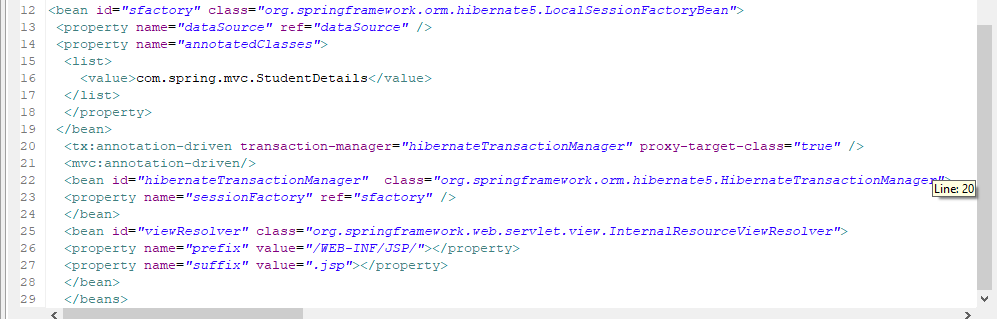 12 <bean id="sfactory" class="org.springframework.orm.hibernate5.LocalSessionFactoryBean">
13 <property name="dataSource" ref="dataSource" />
14 <property name="annotatedClasses">
15 <list>
16 <value>com.spring.mvc.StudentDetails</value>
17 </list>
18 </property>
19 </bean>
20 <tx:annotation-driven transaction-manager="hibernateTransactionManager" proxy-target-class="true" />
21 <mvc:annotation-driven/>
22 <bean id="hibernateTransactionManager" class="org.springframework.orm.hibernate5.HibernateTransactionManager">
Line: 20
23 <property name="sessionFactory" ref="sfactory" />
24 </bean>
25 <bean id="viewResolver" class="org.springframework.web.servlet.view.InternalResourceViewResolver">
26 <property name="prefix" value="/WEB-INF/JSP/"></property>
27 <property name="suffix" value=".jsp"></property>
28 </bean>
29 </beans>